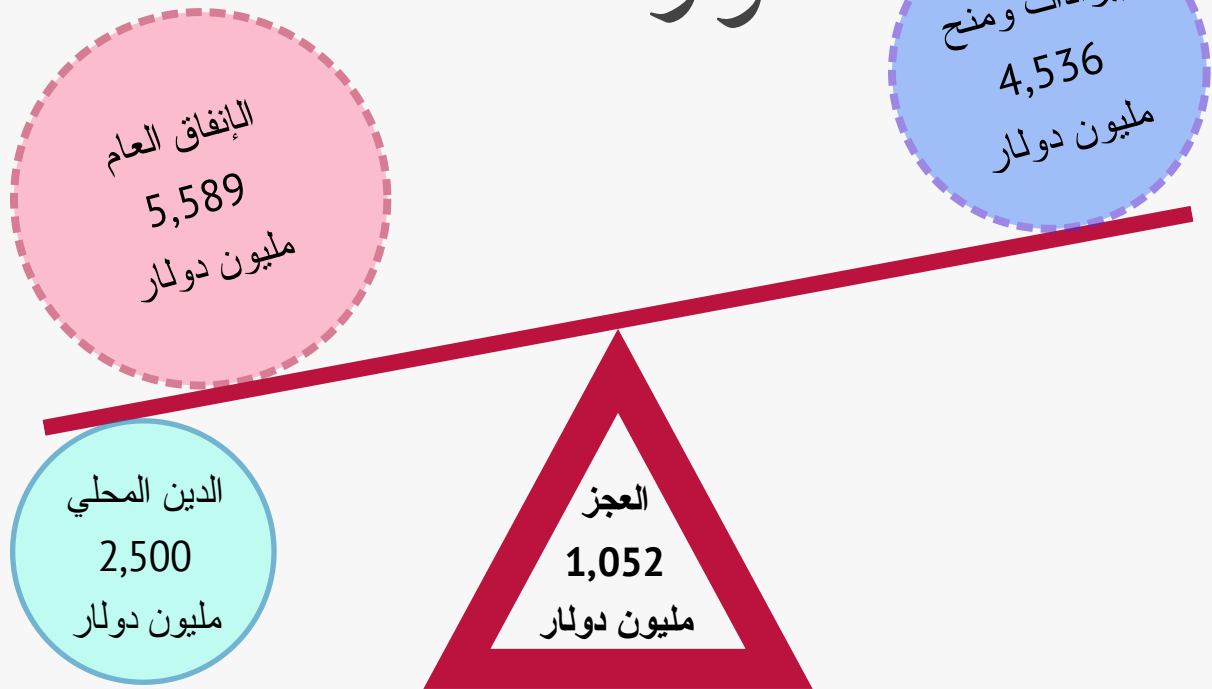 ومنح
4,536
مليون دولار
الإنفاق العام
5,589
مليون دولار
الدين المحلي
2,500
مليون دولار
العجز
1,052
مليون دولار